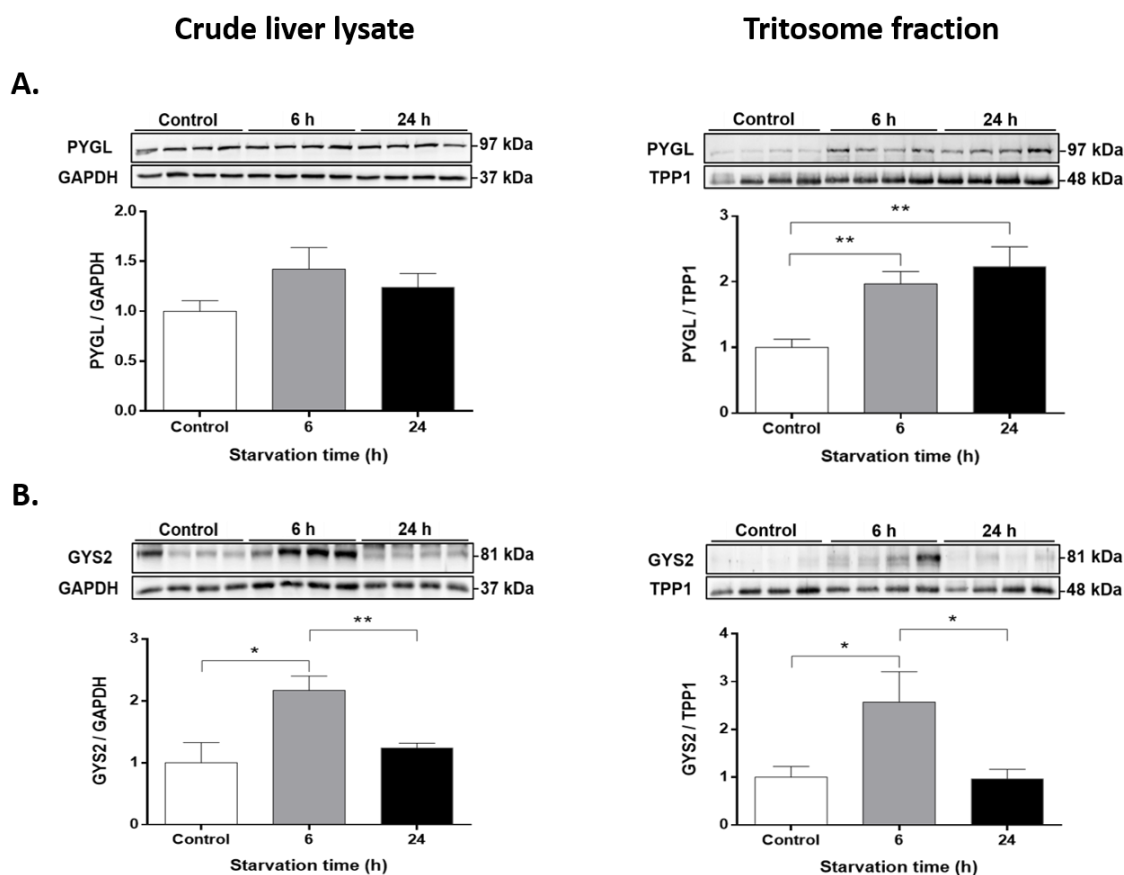 Crude liver lysate
Tritosome fraction
A.
Control 6 h 24 h
PYGL 97 kDa
GAPDH 37 kDa
2.0
1.5
1.0
0.5
0.0
PYGL / GAPDH
Control 6 24
Starvation time (h)
Control 6 h 24 h
PYGL 97 kDa
TPP1 48 kDa
3
2
1
0
PYGL / TPP1
**
**
Control 6 24
Starvation time (h)
B.
Control 6 h 24 h
GYS2 81 kDa
GAPDH 37 kDa
3
2
1
0
GYS2 / GAPDH
**
*
Control 6 24
Starvation time (h)
Control 6 h 24 h
GYS2 81 kDa
TPP1 48 kDa
4
3
2
1
0
GYS2 / TPP1
*
*
Control 6 24
Starvation time (h)